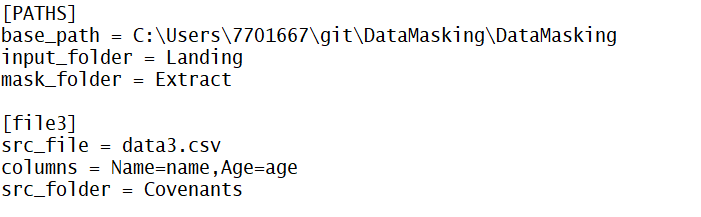 [PATHS]
base_path = C:\Users\7701667\git\DataMasking\DataMasking
input_folder = Landing
mask_folder = Extract
[file3]
src_file = data3.csv
columns = Name=name,Age=age
src_folder = Covenants